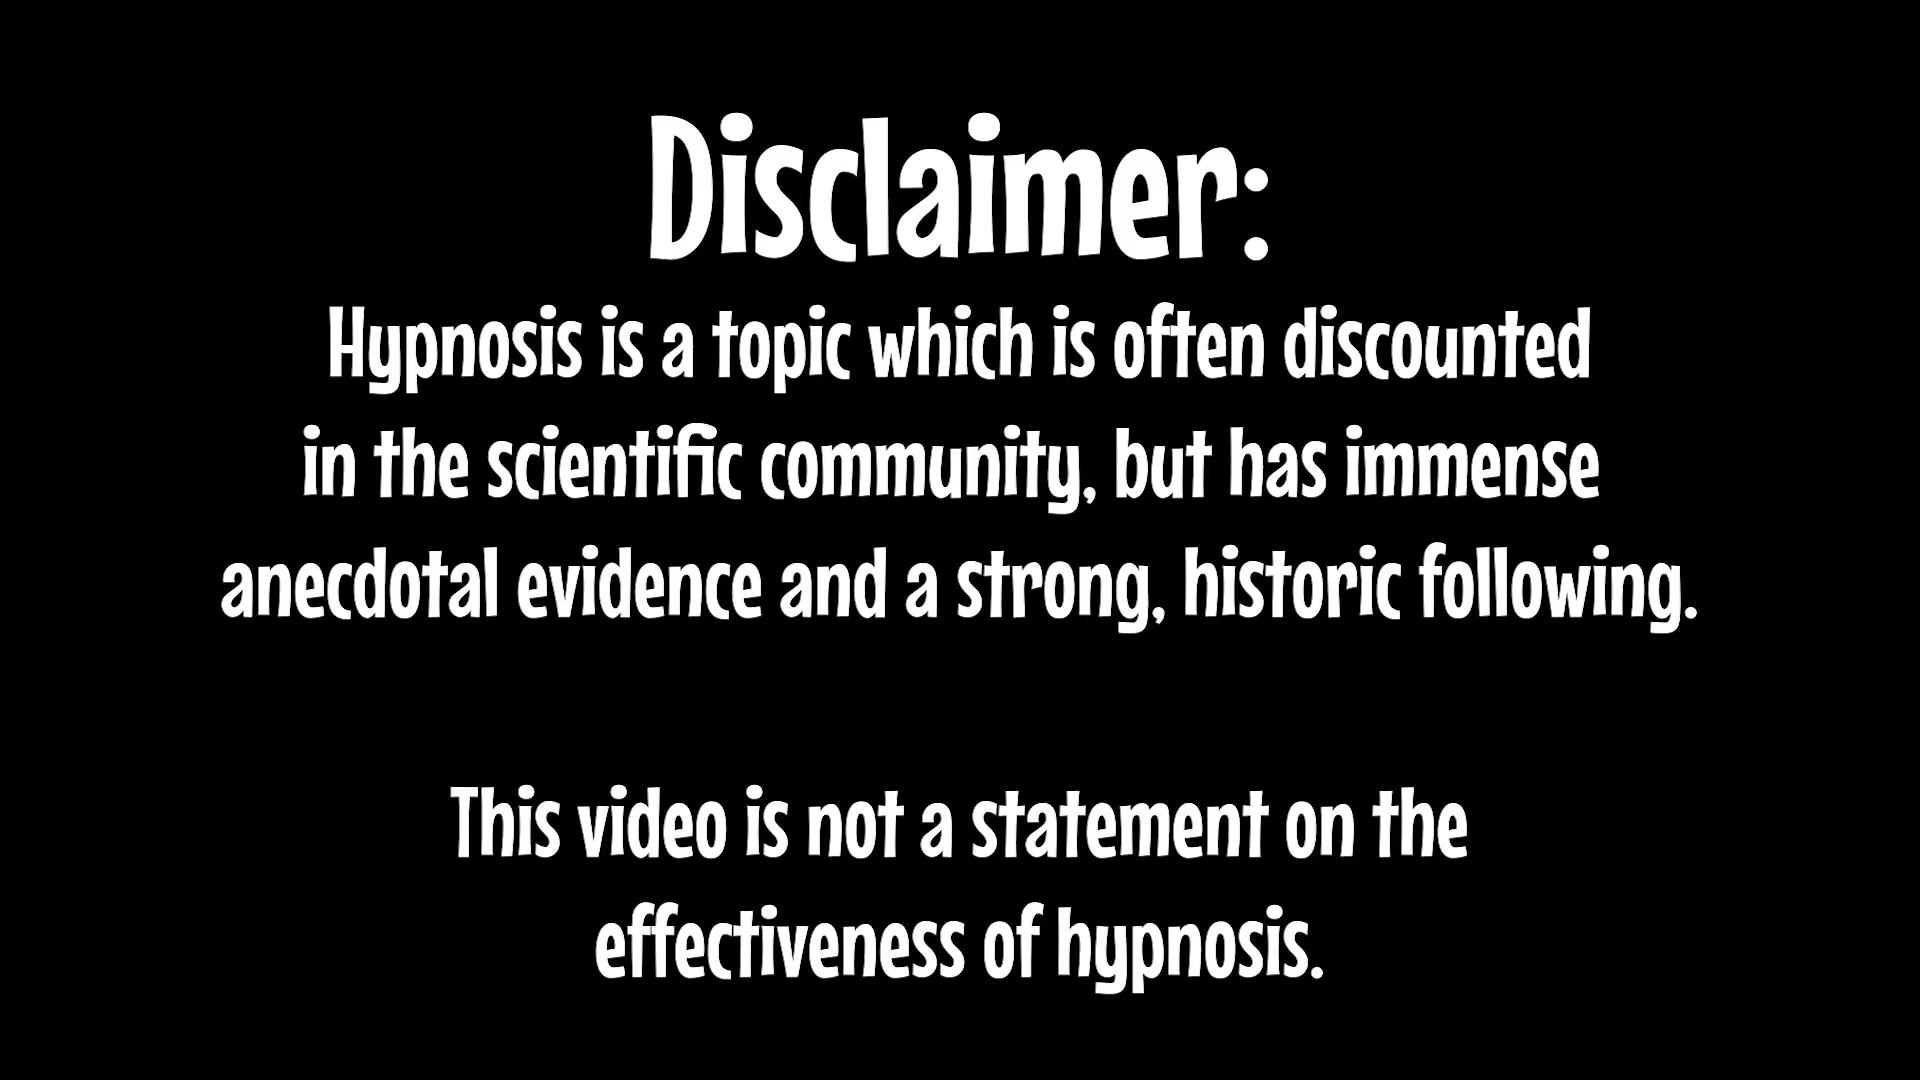 Disclaimer:
Hypnosis is a topic which is often discounted
in the scientific community, but has immense
anecdotal evidence and a strong, historic following.
This video is not a statement on the
effectiveness of hypnosis.